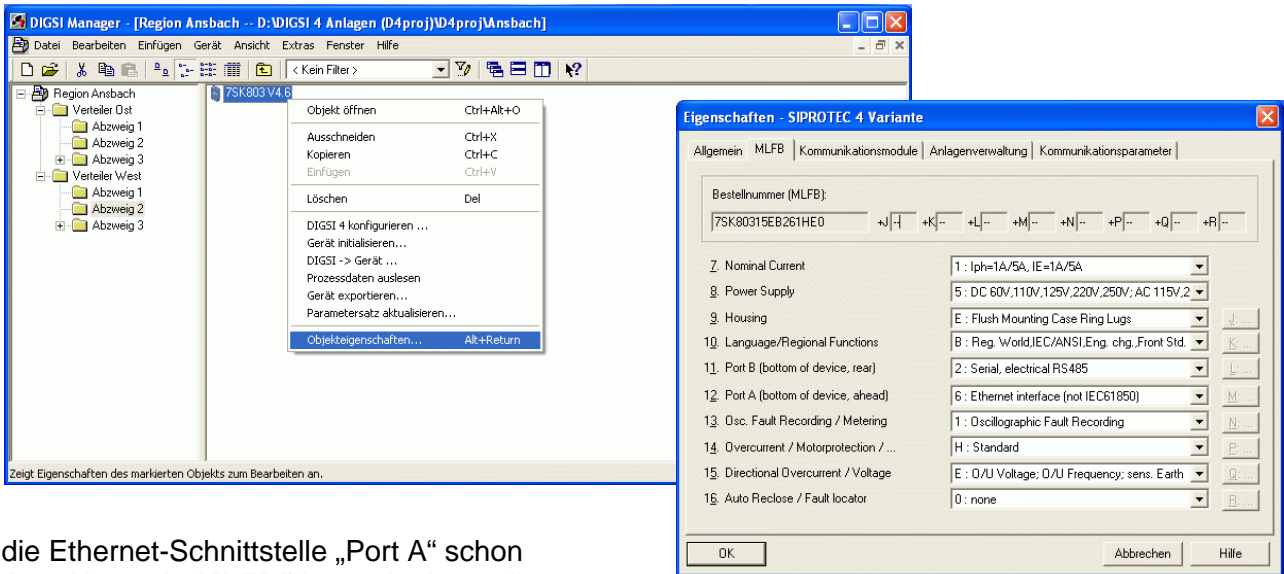 DIGSI Manager - [Region Ansbach -- D:\DIGSI 4 Anlagen (D4proj)\D4proj\Ansbach]
Datei Bearbeiten Einfügen Gerät Ansicht Extras Fenster Hilfe
< Kein Filter >
Region Ansbach
Verteiler Ost
Abzweig 1
Abzweig 2
Abzweig 3
Verteiler West
Abzweig 1
Abzweig 2
Abzweig 3
7SK803 V4.6
Objekt öffnen Ctrl+Alt+O
Ausschneiden Ctrl+X
Kopieren Ctrl+C
Einfügen Ctrl+V
Löschen Del
DIGSI 4 konfigurieren ...
Gerät initialisieren...
DIGSI -> Gerät ...
Prozessdaten auslesen
Gerät exportieren...
Parametersatz aktualisieren...
Objekteigenschaften... Alt+Return
Zeigt Eigenschaften des markierten Objekts zum Bearbeiten an.
Eigenschaften - SIPROTEC 4 Variante
Allgemein MLFB Kommunikationsmodule Anlagenverwaltung Kommunikationsparameter
Bestellnummer (MLFB):
7SK80315EB261HE0 +J -- +K -- +L -- +M -- +N -- +P -- +Q -- +R --
7. Nominal Current 1 : Iph=1A/5A, IE=1A/5A
8. Power Supply 5 : DC 60V,110V,125V,220V,250V; AC 115V,2
9. Housing E : Flush Mounting Case Ring Lugs J: ...
10. Language/Regional Functions B : Reg. World,IEC/ANSI,Eng. chg.,Front Std. K: ...
11. Port B (bottom of device, rear) 2 : Serial, electrical RS485 L: ...
12. Port A (bottom of device, ahead) 6 : Ethernet interface (not IEC61850) M: ...
13. Osc. Fault Recording / Metering 1 : Oscillographic Fault Recording N: ...
14. Overcurrent / Motorprotection / ... H : Standard P: ...
15. Directional Overcurrent / Voltage E : O/U Voltage; O/U Frequency; sens. Earth Q: ...
16. Auto Reclose / Fault locator 0 : none R: ...
OK Abbrechen Hilfe
die Ethernet-Schnittstelle „Port A“ schon